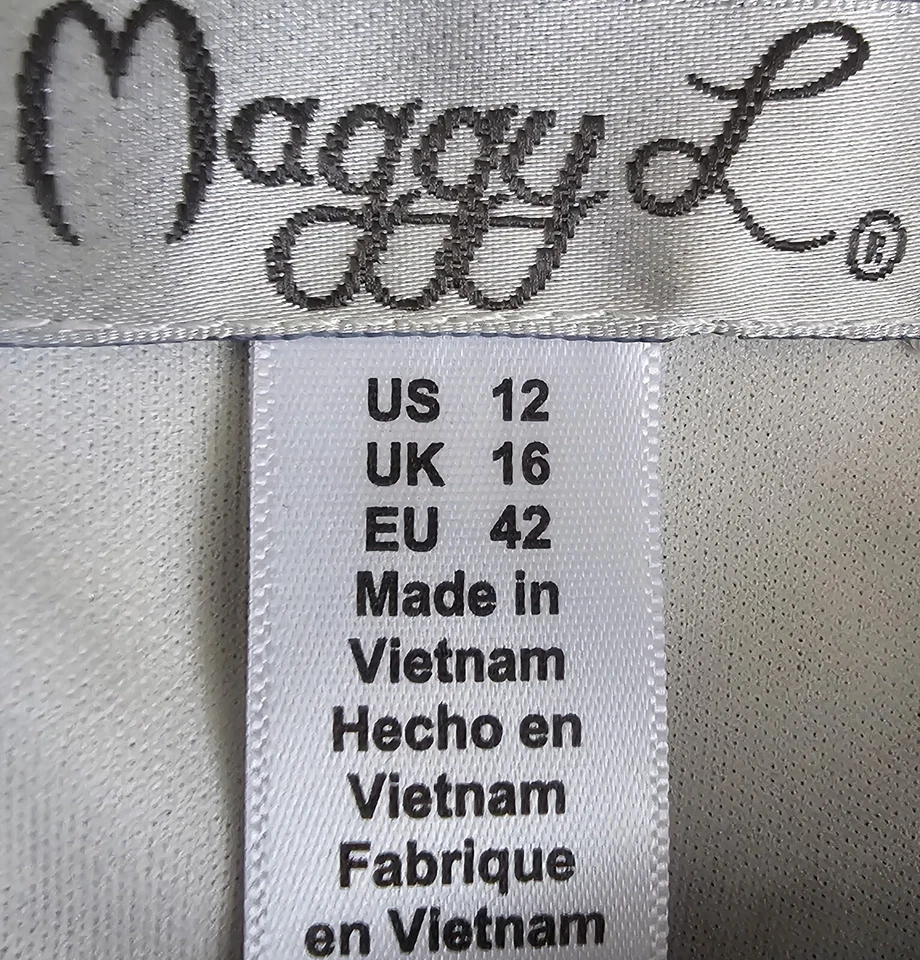 Maggy L ®
US 12
UK 16
EU 42
Made in
Vietnam
Hecho en
Vietnam
Fabrique
en Vietnam